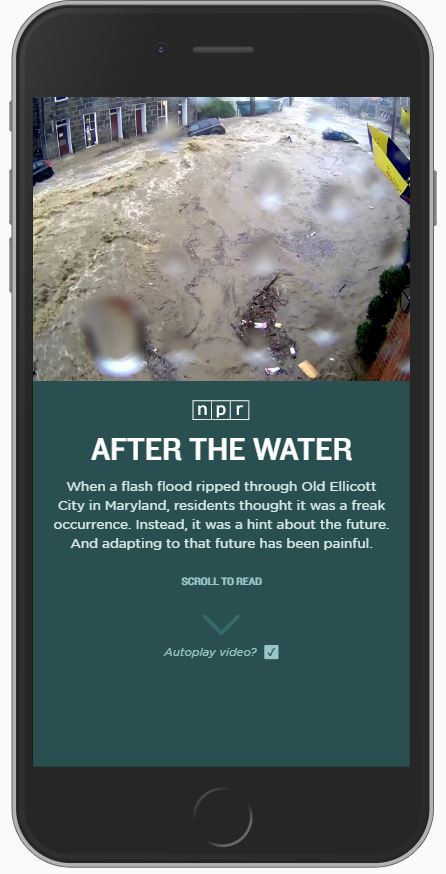 npr
AFTER THE WATER
When a flash flood ripped through Old Ellicott
City in Maryland, residents thought it was a freak
occurrence. Instead, it was a hint about the future.
And adapting to that future has been painful.
SCROLL TO READ
Autoplay video?